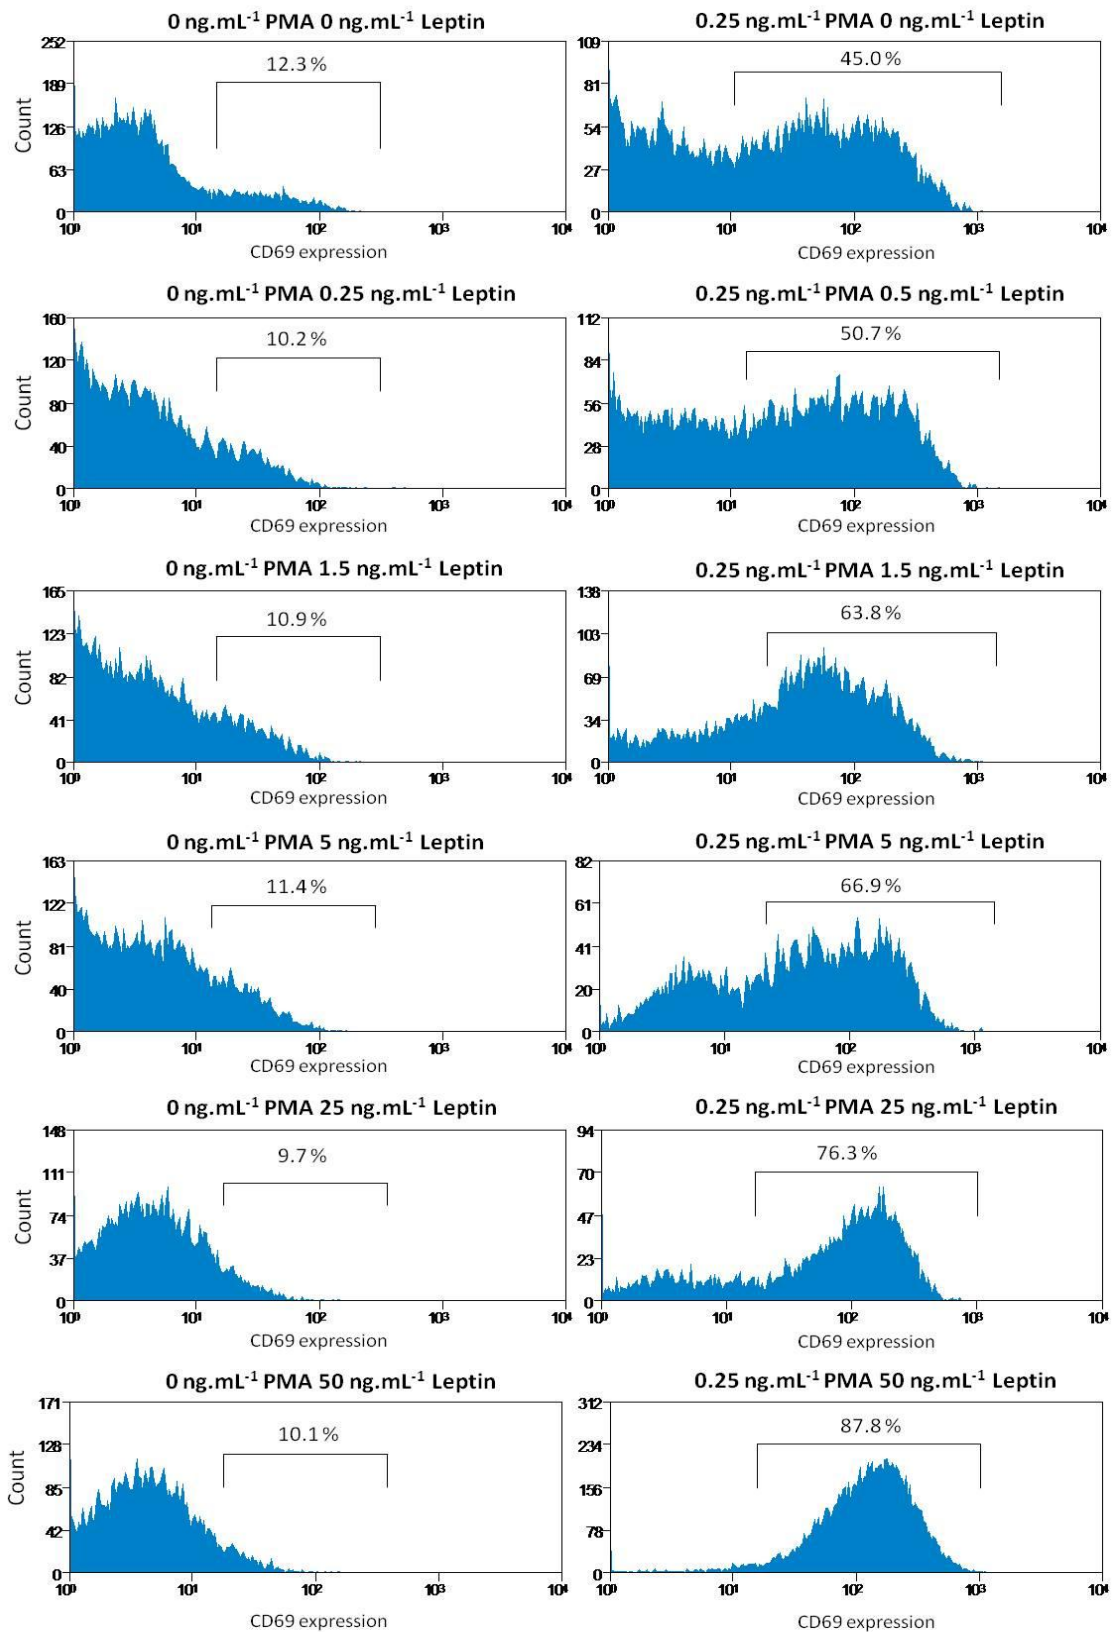 0 ng.mL⁻¹ PMA 0 ng.mL⁻¹ Leptin
252
189
126
63
0
Count
12.3 %
10⁰ 10¹ 10² 10³ 10⁴
CD69 expression
0.25 ng.mL⁻¹ PMA 0 ng.mL⁻¹ Leptin
109
81
54
27
0
45.0 %
10⁰ 10¹ 10² 10³ 10⁴
CD69 expression
0 ng.mL⁻¹ PMA 0.25 ng.mL⁻¹ Leptin
160
120
80
40
0
Count
10.2 %
10⁰ 10¹ 10² 10³ 10⁴
CD69 expression
0.25 ng.mL⁻¹ PMA 0.5 ng.mL⁻¹ Leptin
112
84
56
28
0
50.7 %
10⁰ 10¹ 10² 10³ 10⁴
CD69 expression
0 ng.mL⁻¹ PMA 1.5 ng.mL⁻¹ Leptin
165
123
82
41
0
Count
10.9 %
10⁰ 10¹ 10² 10³ 10⁴
CD69 expression
0.25 ng.mL⁻¹ PMA 1.5 ng.mL⁻¹ Leptin
138
103
69
34
0
63.8 %
10⁰ 10¹ 10² 10³ 10⁴
CD69 expression
0 ng.mL⁻¹ PMA 5 ng.mL⁻¹ Leptin
163
122
81
40
0
Count
11.4 %
10⁰ 10¹ 10² 10³ 10⁴
CD69 expression
0.25 ng.mL⁻¹ PMA 5 ng.mL⁻¹ Leptin
82
61
41
20
0
66.9 %
10⁰ 10¹ 10² 10³ 10⁴
CD69 expression
0 ng.mL⁻¹ PMA 25 ng.mL⁻¹ Leptin
148
111
74
37
0
Count
9.7 %
10⁰ 10¹ 10² 10³ 10⁴
CD69 expression
0.25 ng.mL⁻¹ PMA 25 ng.mL⁻¹ Leptin
94
70
47
23
0
76.3 %
10⁰ 10¹ 10² 10³ 10⁴
CD69 expression
0 ng.mL⁻¹ PMA 50 ng.mL⁻¹ Leptin
171
128
85
42
0
Count
10.1 %
10⁰ 10¹ 10² 10³ 10⁴
CD69 expression
0.25 ng.mL⁻¹ PMA 50 ng.mL⁻¹ Leptin
312
234
156
78
0
87.8 %
10⁰ 10¹ 10² 10³ 10⁴
CD69 expression